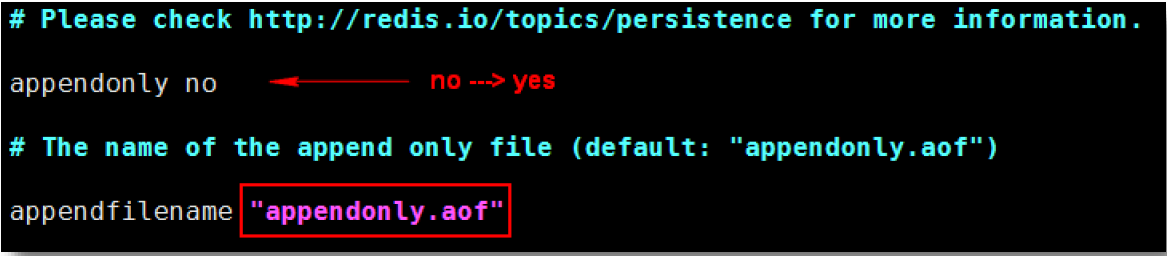 # Please check http://redis.io/topics/persistence for more information.
appendonly no no ---> yes
# The name of the append only file (default: "appendonly.aof")
appendfilename "appendonly.aof"